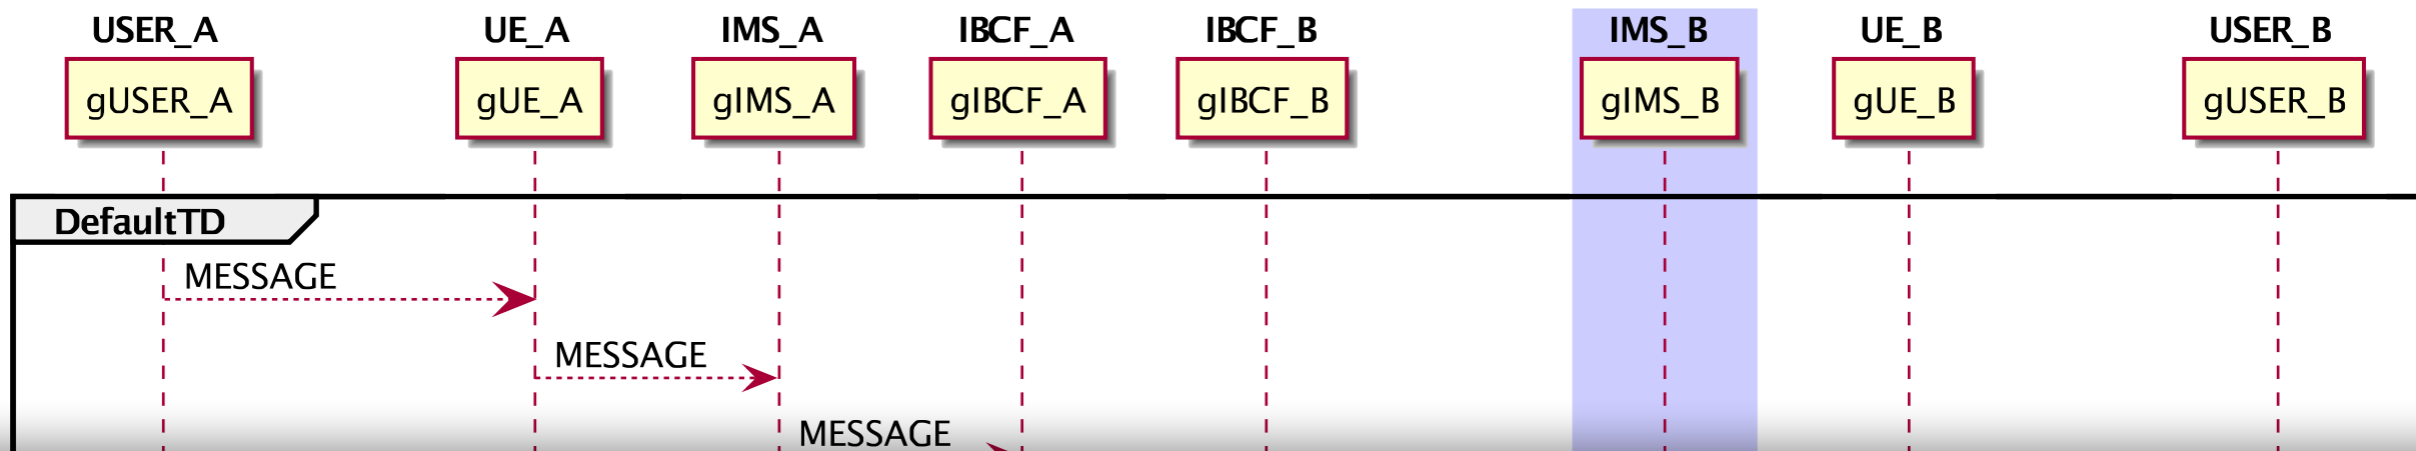 USER_A UE_A IMS_A IBCF_A IBCF_B IMS_B UE_B USER_B
gUSER_A gUE_A gIMS_A gIBCF_A gIBCF_B gIMS_B gUE_B gUSER_B
DefaultTD
MESSAGE
MESSAGE
MESSAGE